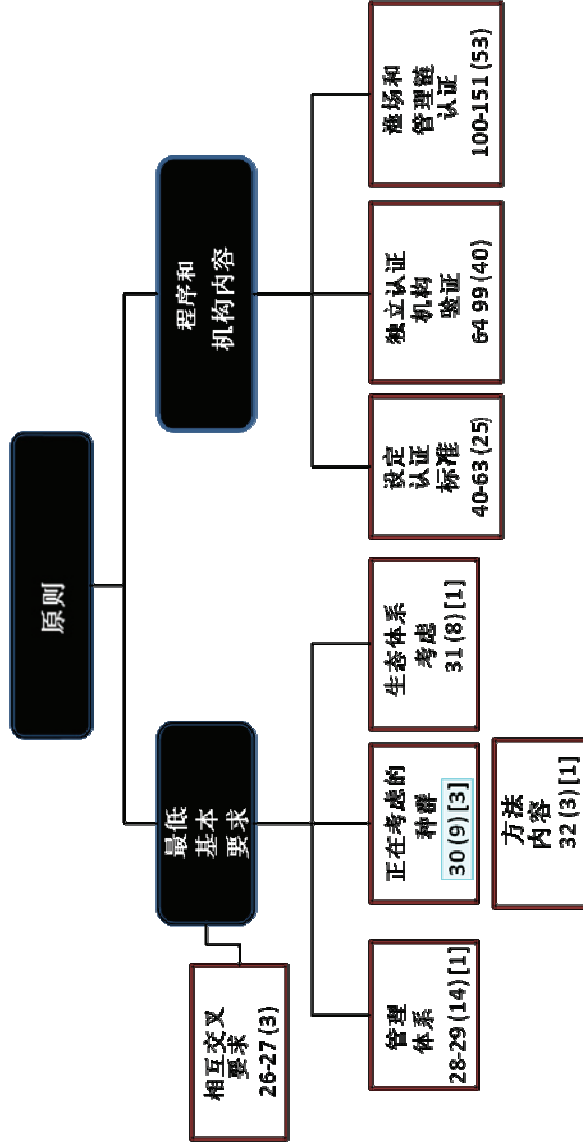 原则
最低
基本
要求
程序和
机构内容
相互交叉
要求
26-27 (3)
管理
体系
28-29 (14) [1]
正在考虑的
种群
30 (9) [3]
生态体系
考虑
31 (8) [1]
方法
内容
32 (3) [1]
设定
认证
标准
40-63 (25)
独立认证
机构
验证
64 99 (40)
渔场和
管理链
认证
100-151 (53)